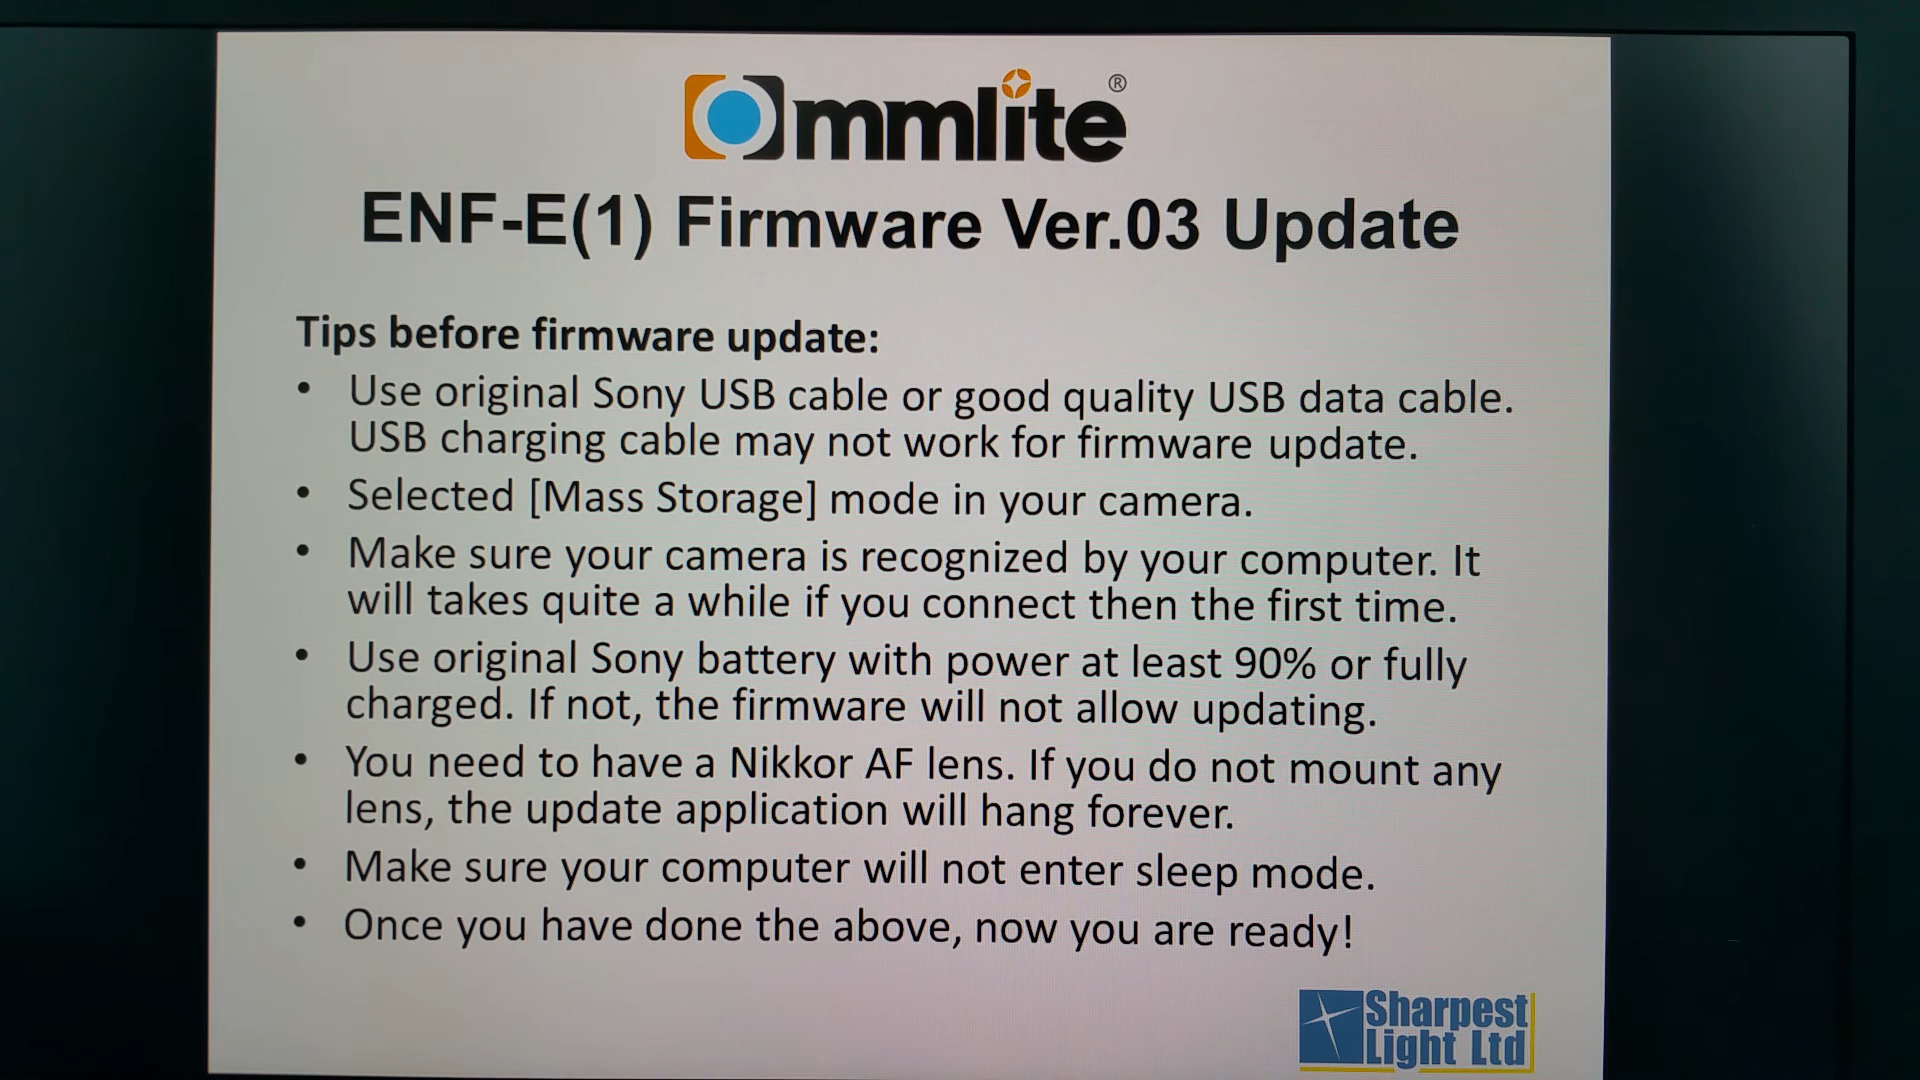 Commlite®
ENF-E(1) Firmware Ver.03 Update
Tips before firmware update:
• Use original Sony USB cable or good quality USB data cable.
USB charging cable may not work for firmware update.
• Selected [Mass Storage] mode in your camera.
• Make sure your camera is recognized by your computer. It
will takes quite a while if you connect then the first time.
• Use original Sony battery with power at least 90% or fully
charged. If not, the firmware will not allow updating.
• You need to have a Nikkor AF lens. If you do not mount any
lens, the update application will hang forever.
• Make sure your computer will not enter sleep mode.
• Once you have done the above, now you are ready!
Sharpest
Light Ltd